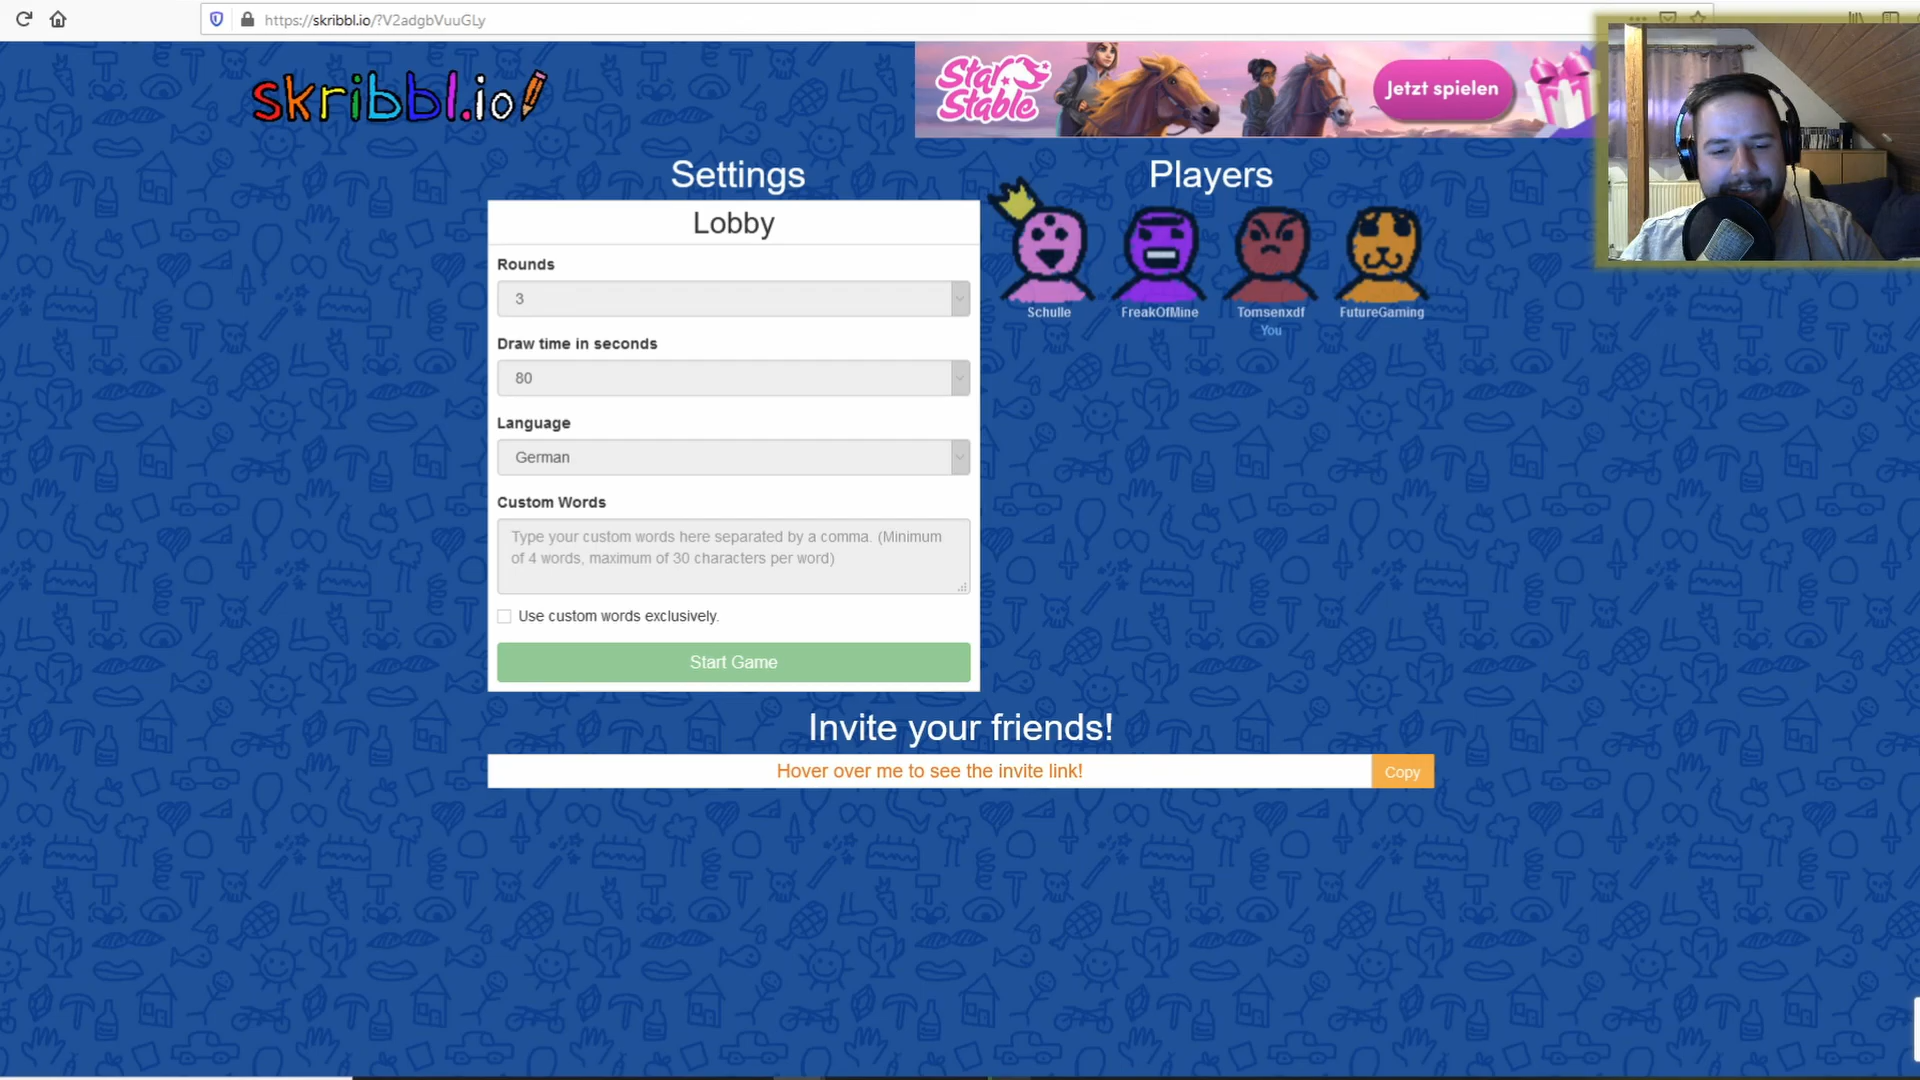 https://skribbl.io/?V2adgbVuuGLy
skribbl.io
Star Stable
Jetzt spielen
Settings
Players
Lobby
Rounds
3
Draw time in seconds
80
Language
German
Custom Words
Type your custom words here separated by a comma. (Minimum
of 4 words, maximum of 30 characters per word)
Use custom words exclusively.
Start Game
Schulle
FreakOfMine
Tomsenxdf
FutureGaming
You
Invite your friends!
Hover over me to see the invite link!
Copy